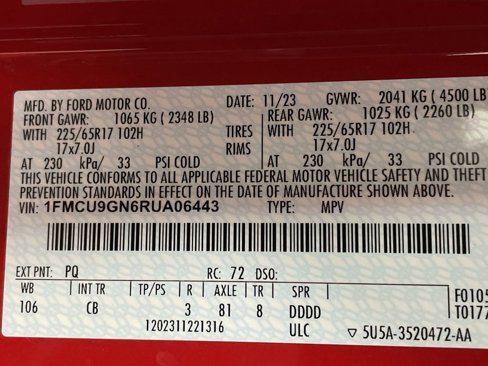 MFD. BY FORD MOTOR CO. DATE: 11/23 GVWR: 2041 KG ( 4500 LB)
FRONT GAWR: 1065 KG ( 2348 LB) REAR GAWR: 1025 KG ( 2260 LB)
WITH 225/65R17 102H TIRES WITH 225/65R17 102H
17x7.0J RIMS 17x7.0J
AT 230 kPa/ 33 PSI COLD AT 230 kPa/ 33 PSI COLD
THIS VEHICLE CONFORMS TO ALL APPLICABLE FEDERAL MOTOR VEHICLE SAFETY AND THEFT
PREVENTION STANDARDS IN EFFECT ON THE DATE OF MANUFACTURE SHOWN ABOVE.
VIN: 1FMCU9GN6RUA06443 TYPE: MPV
EXT PNT: PQ RC: 72 DSO:
WB INT TR TP/PS R AXLE TR SPR F0105
106 CB 3 81 8 DDDD T0177
1202311221316 ULC ▽ 5U5A-3520472-AA